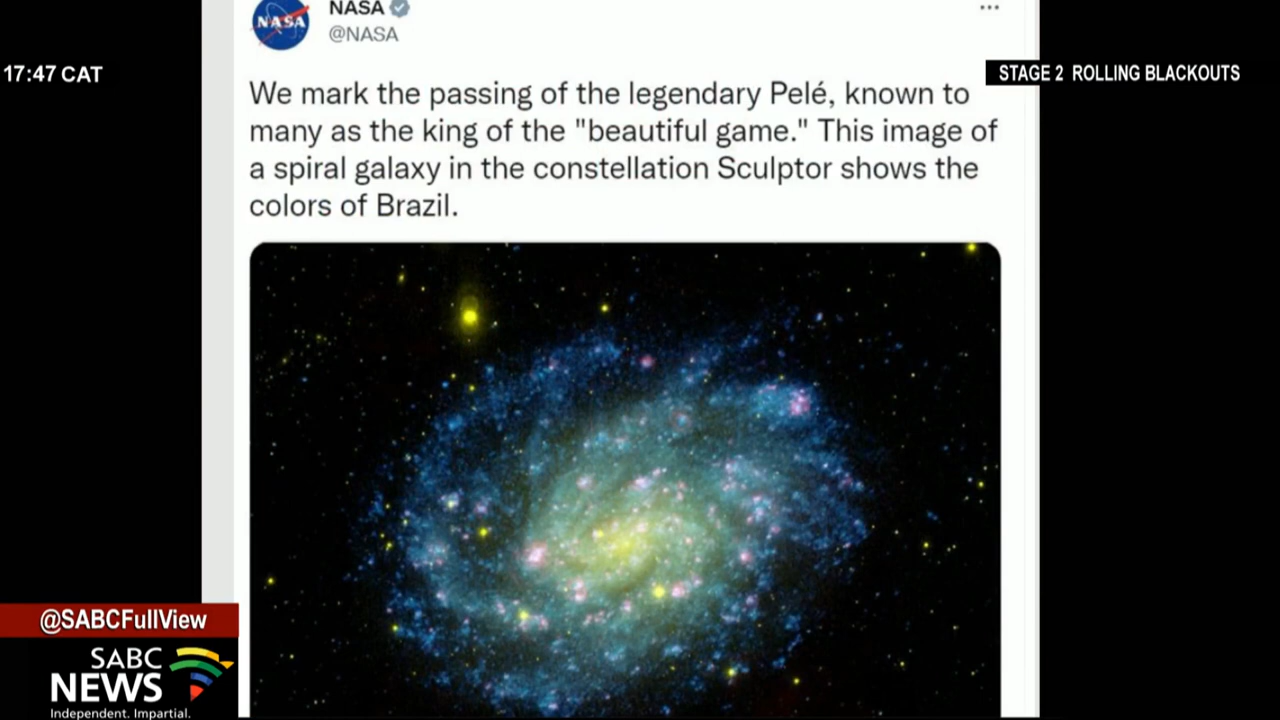 NASA
@NASA
NASA
17:47 CAT
STAGE 2 ROLLING BLACKOUTS
We mark the passing of the legendary Pelé, known to
many as the king of the "beautiful game." This image of
a spiral galaxy in the constellation Sculptor shows the
colors of Brazil.
@SABCFullView
SABC
NEWS
Independent. Impartial.